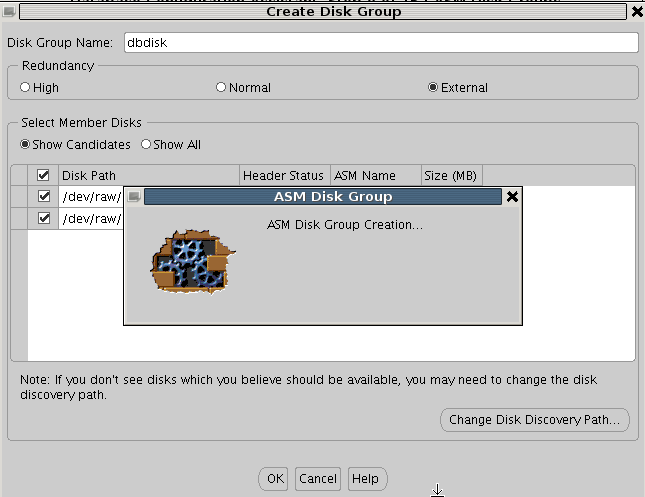 Create Disk Group
Disk Group Name: dbdisk
Redundancy
High Normal External
Select Member Disks
Show Candidates Show All
Disk Path Header Status ASM Name Size (MB)
/dev/raw/
/dev/raw/
ASM Disk Group
ASM Disk Group Creation...
Note: If you don't see disks which you believe should be available, you may need to change the disk
discovery path.
Change Disk Discovery Path...
OK Cancel Help